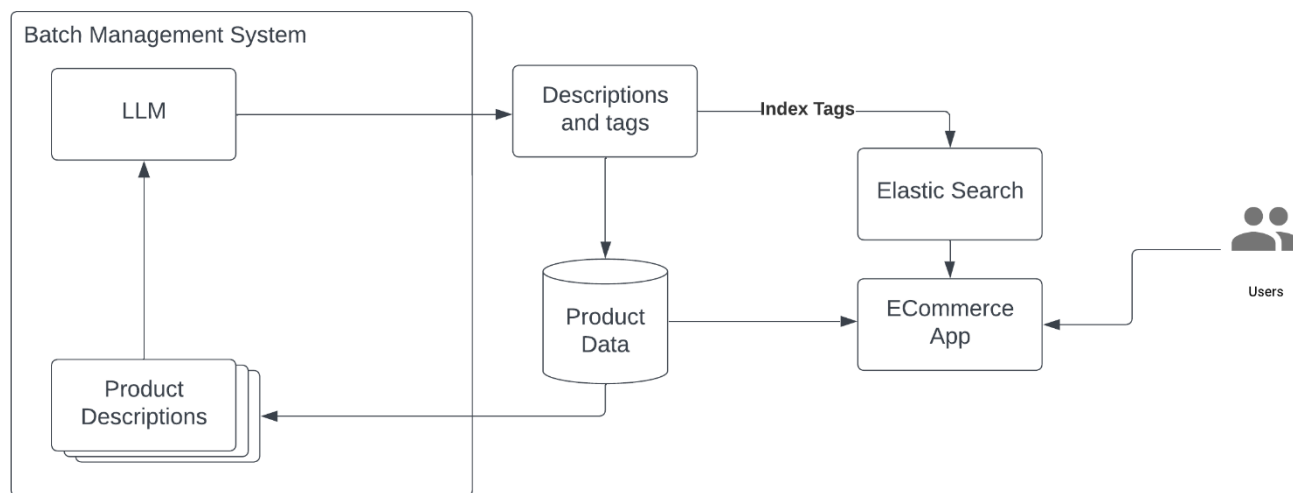 Batch Management System
LLM
Descriptions
and tags
Index Tags
Elastic Search
Users
Product
Data
ECommerce
App
Product
Descriptions